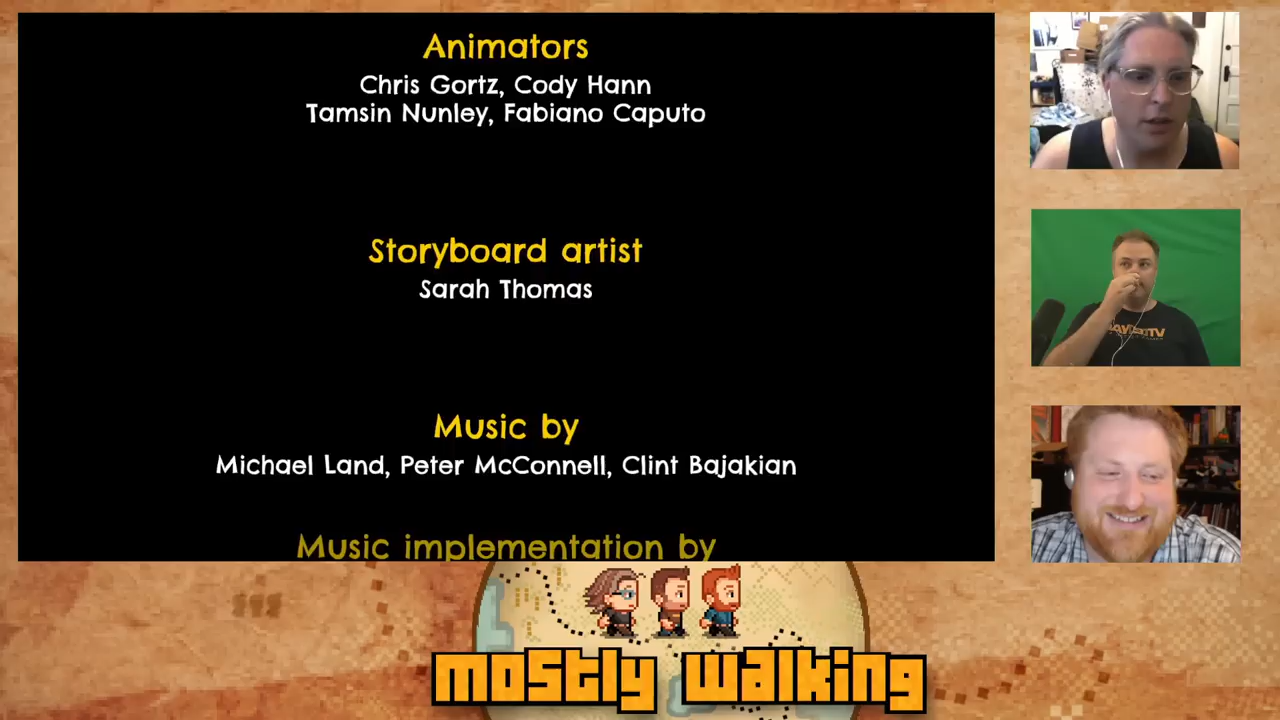 Animators
Chris Gortz, Cody Hann
Tamsin Nunley, Fabiano Caputo
Storyboard artist
Sarah Thomas
Music by
Michael Land, Peter McConnell, Clint Bajakian
Music implementation by
mostly walking